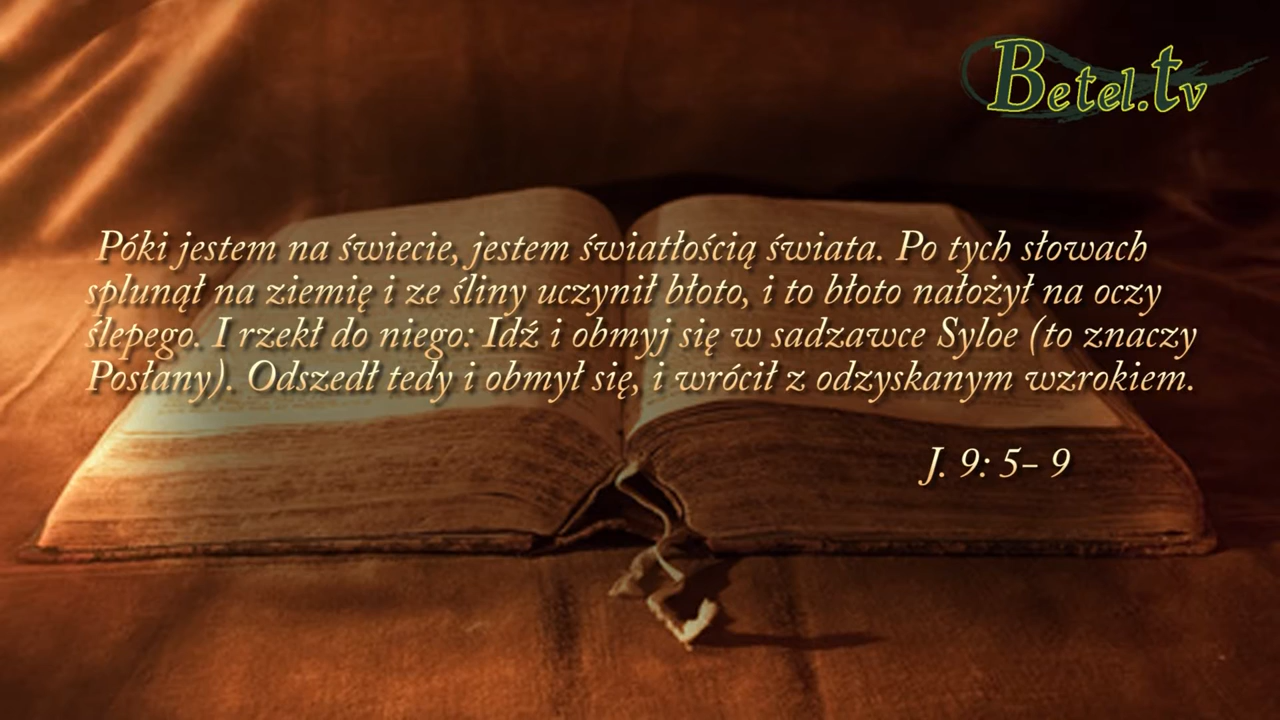 Betel.tv
Póki jestem na świecie, jestem światłością świata. Po tych słowach
splunął na ziemię i ze śliny uczynił błoto, i to błoto nałożył na oczy
ślepego. I rzekł do niego: Idź i obmyj się w sadzawce Syloe (to znaczy
Posłany). Odszedł tedy i obmył się, i wrócił z odzyskanym wzrokiem.
J. 9: 5– 9